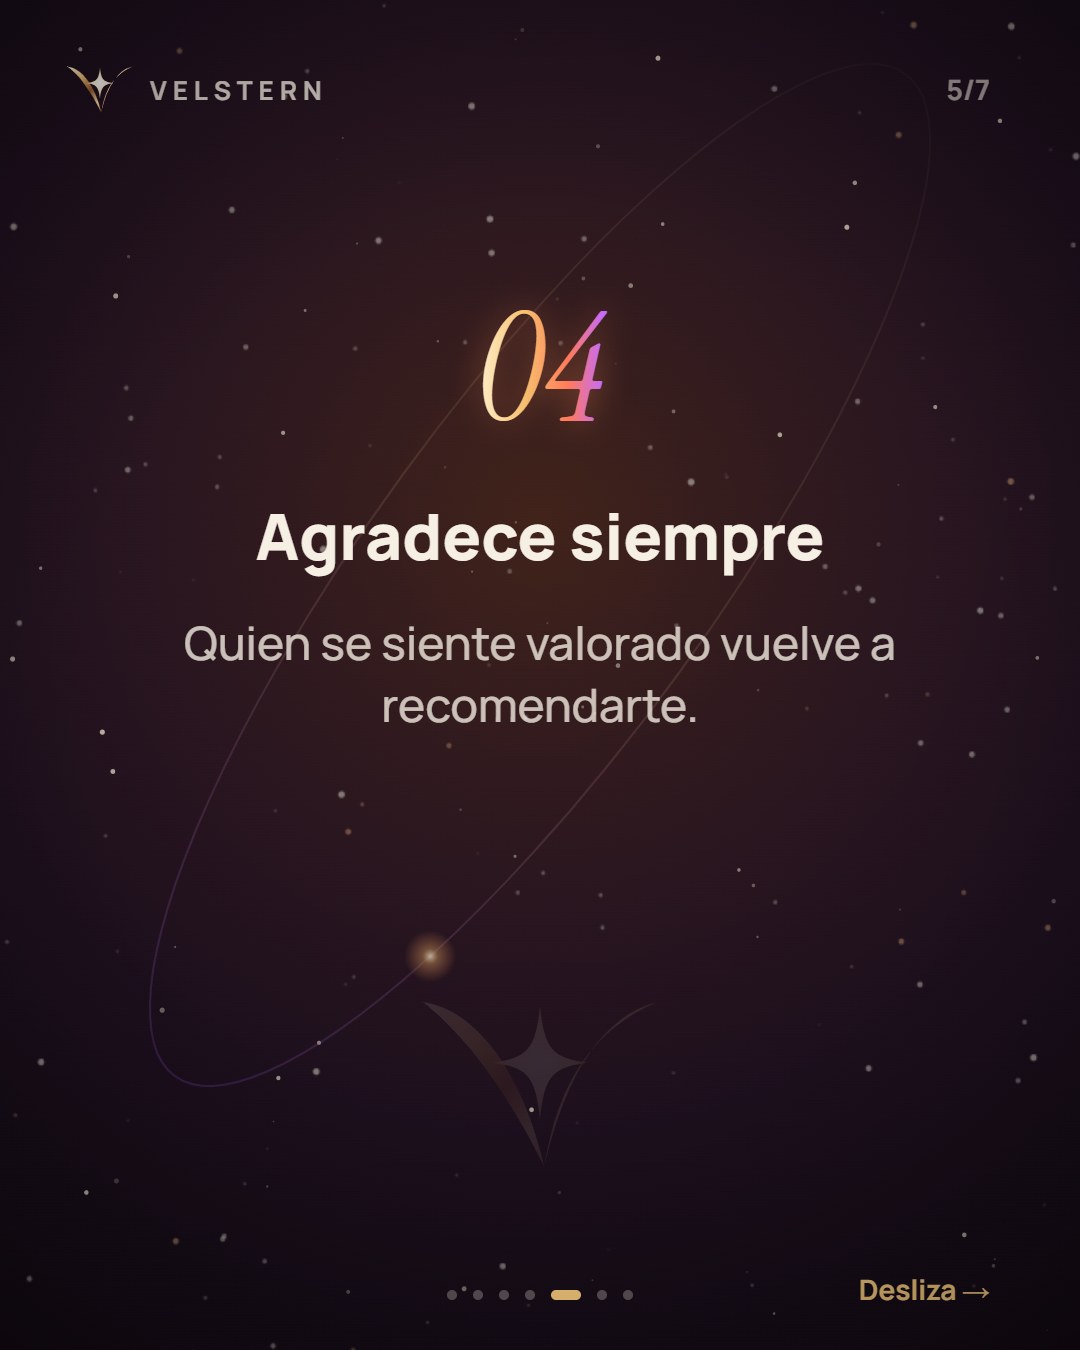 VELSTERN
5/7
04
Agradece siempre
Quien se siente valorado vuelve a
recomendarte.
Desliza →